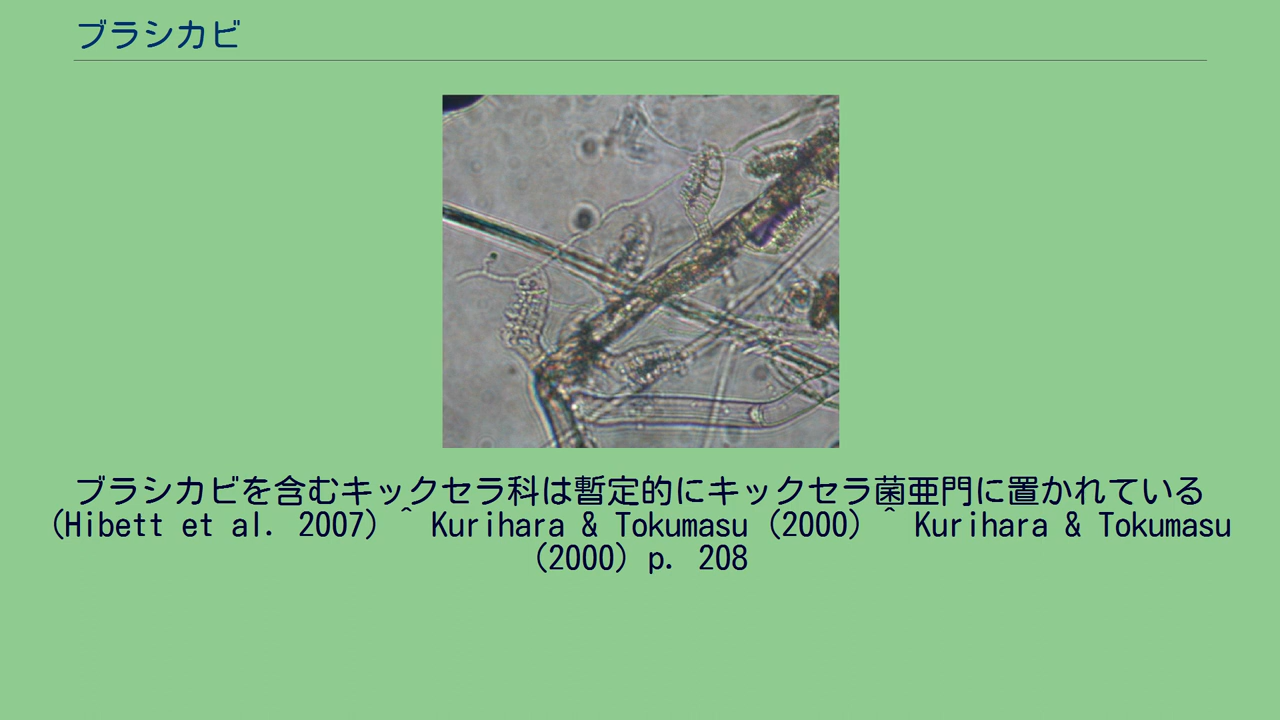 ブラシカビ
ブラシカビを含むキックセラ科は暫定的にキックセラ菌亜門に置かれている
(Hibett et al. 2007) ^ Kurihara & Tokumasu (2000) ^ Kurihara & Tokumasu
(2000) p. 208